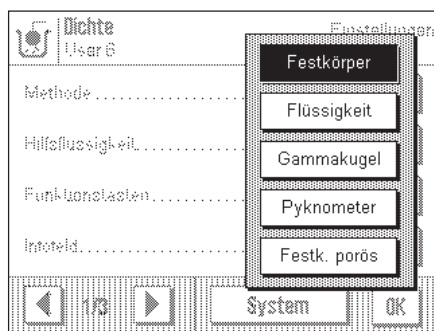 Dichte
User 6
Einstellungen
Methode
Hilfsflüssigkeit
Funktionstasten
Infofeld
Festkörper
Flüssigkeit
Gammakugel
Pyknometer
Festk. porös
1/3
System
OK